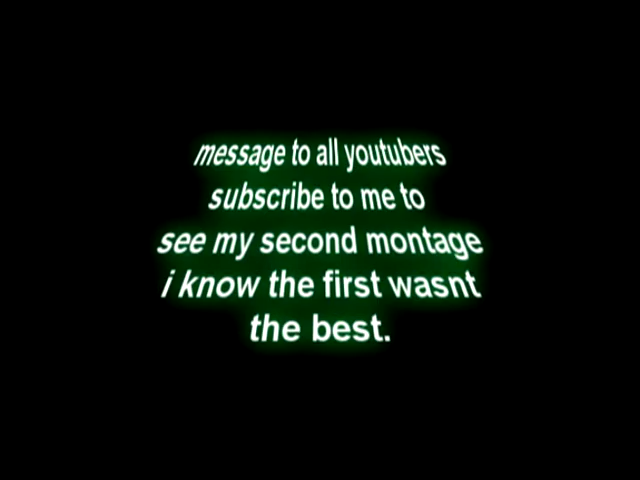 message to all youtubers
subscribe to me to
see my second montage
i know the first wasnt
the best.